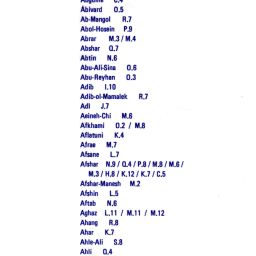 Abivard O.5
Ab-Mangol R.7
Abol-Hosein P.9
Abrar M.3 / M.4
Abshar Q.7
Abtin N.6
Abu-Ali-Sina O.6
Abu-Reyhan O.3
Adib I.10
Adib-ol-Mamalek R.7
Adl J.7
Aeineh-Chi M.6
Afkhami O.2 / M.8
Aflatuni K.4
Afrae M.7
Afsane L.7
Afshar N.9 / Q.4 / P.8 / M.8 / M.6 /
M.3 / H.8 / K.12 / K.7 / C.5
Afshar-Manesh M.2
Afshin L.5
Aftab N.6
Aghaz L.11 / M.11 / M.12
Ahang R.8
Ahar K.7
Ahle-Ali S.8
Ahli Q.4